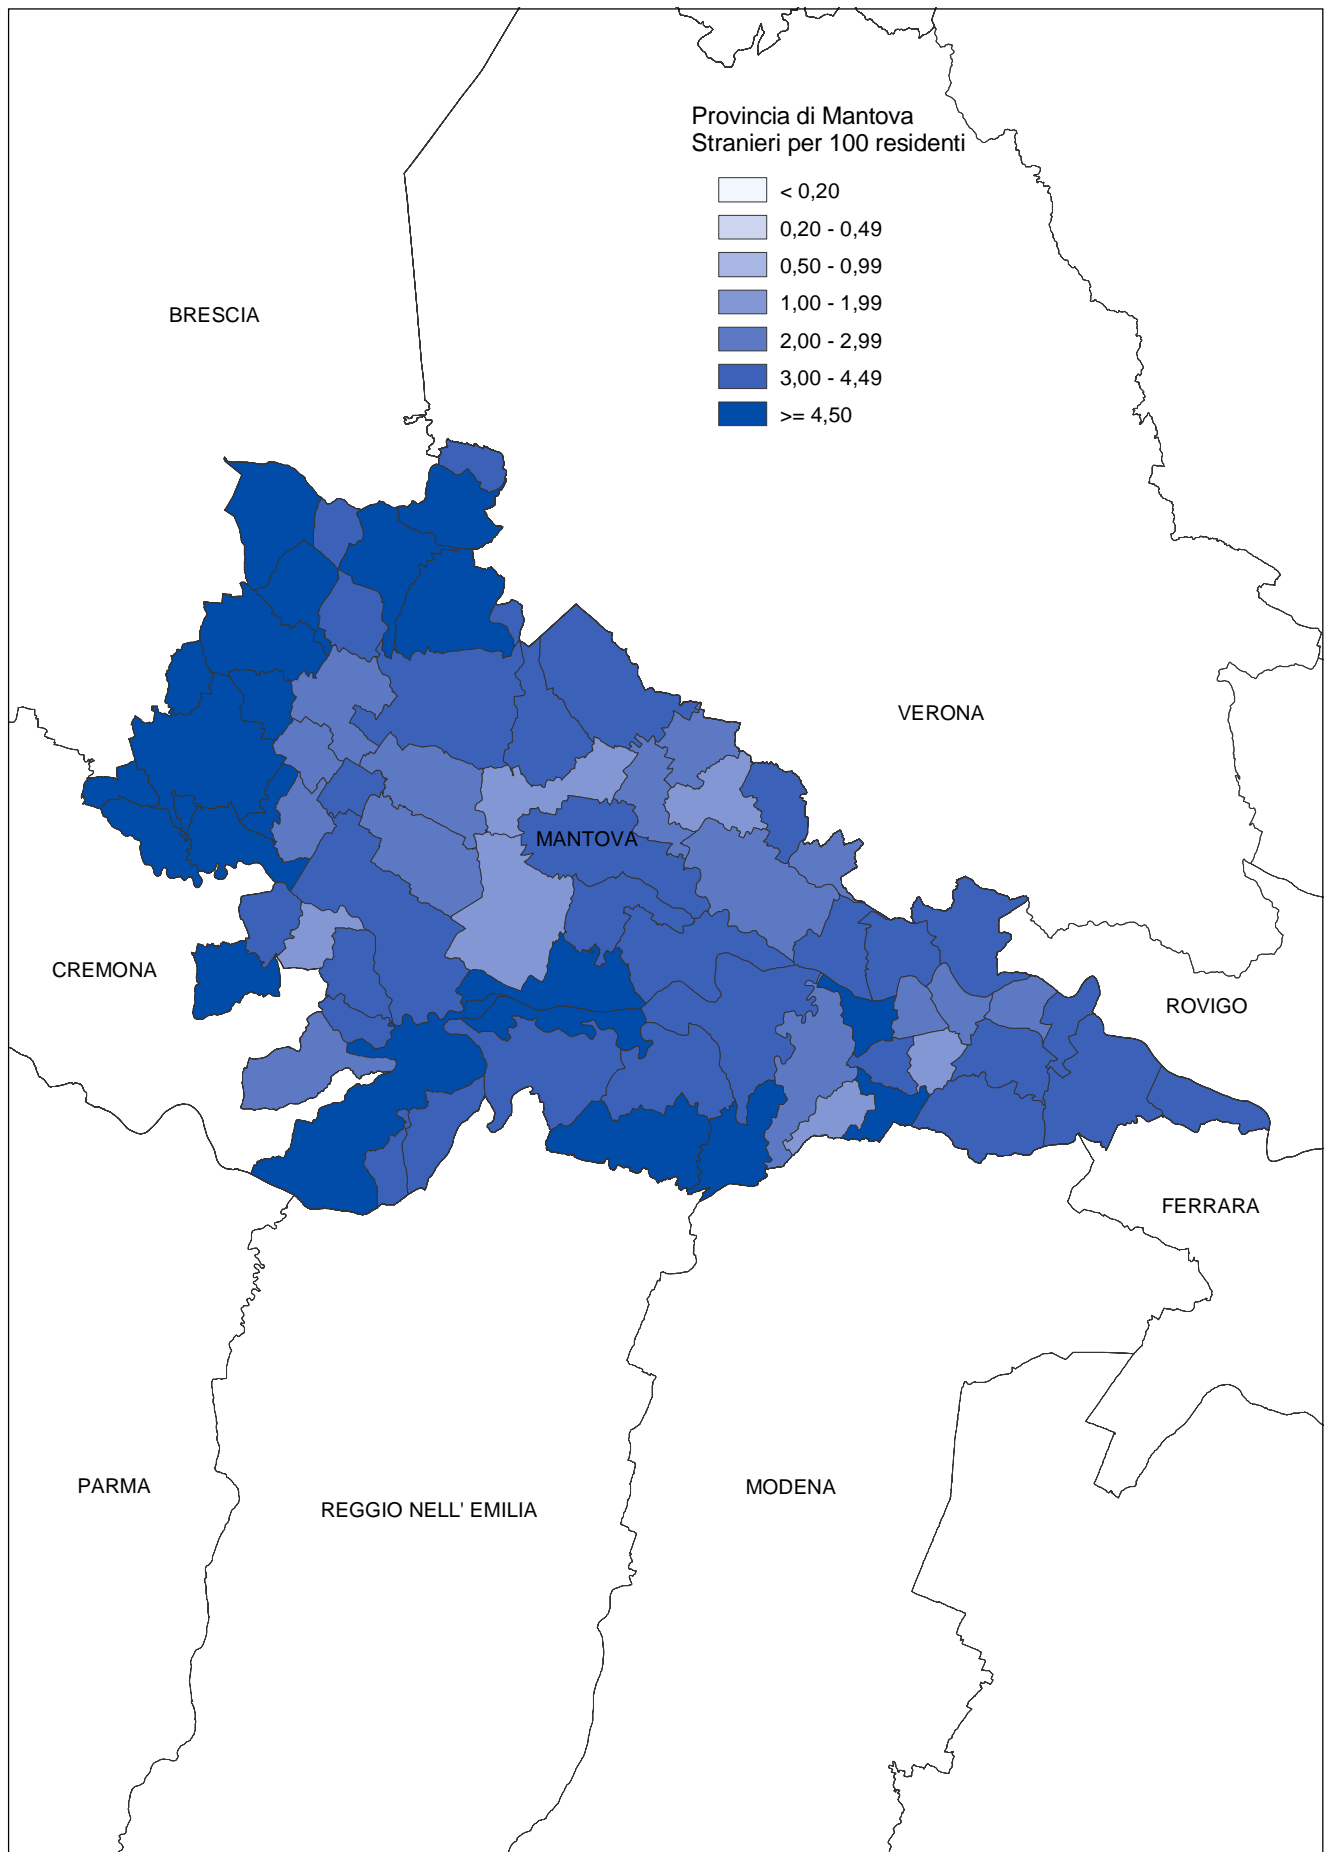 Provincia di Mantova
Stranieri per 100 residenti
< 0,20
0,20 - 0,49
0,50 - 0,99
1,00 - 1,99
2,00 - 2,99
3,00 - 4,49
>= 4,50
BRESCIA
VERONA
MANTOVA
CREMONA
ROVIGO
FERRARA
PARMA
REGGIO NELL' EMILIA
MODENA